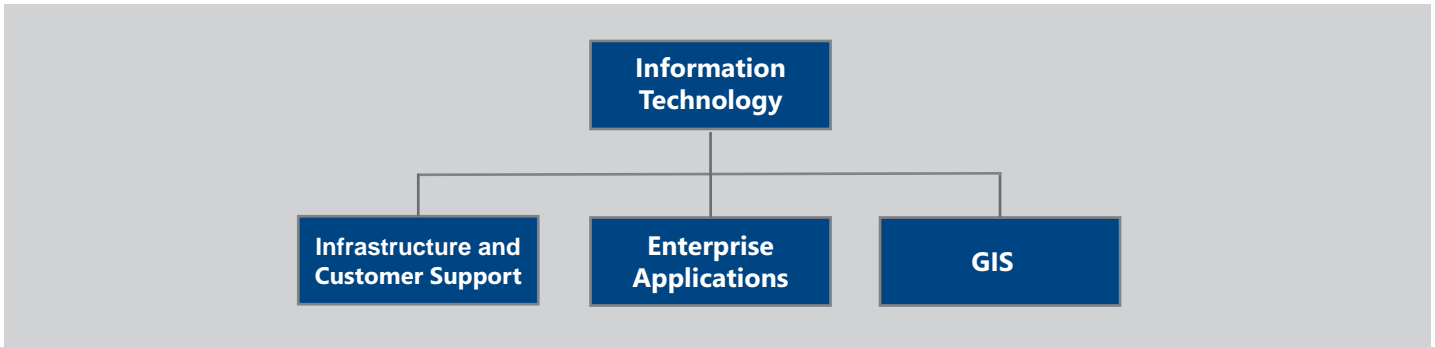 Information
Technology
Infrastructure and
Customer Support
Enterprise
Applications
GIS